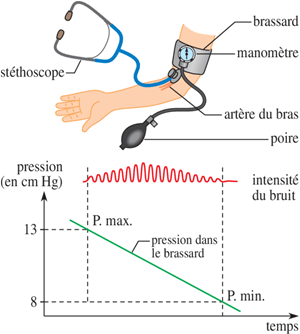 brassard
manomètre
stéthoscope
artère du bras
poire
pression
(en cm Hg)
intensité
du bruit
P. max.
13
pression dans
le brassard
P. min.
8
temps